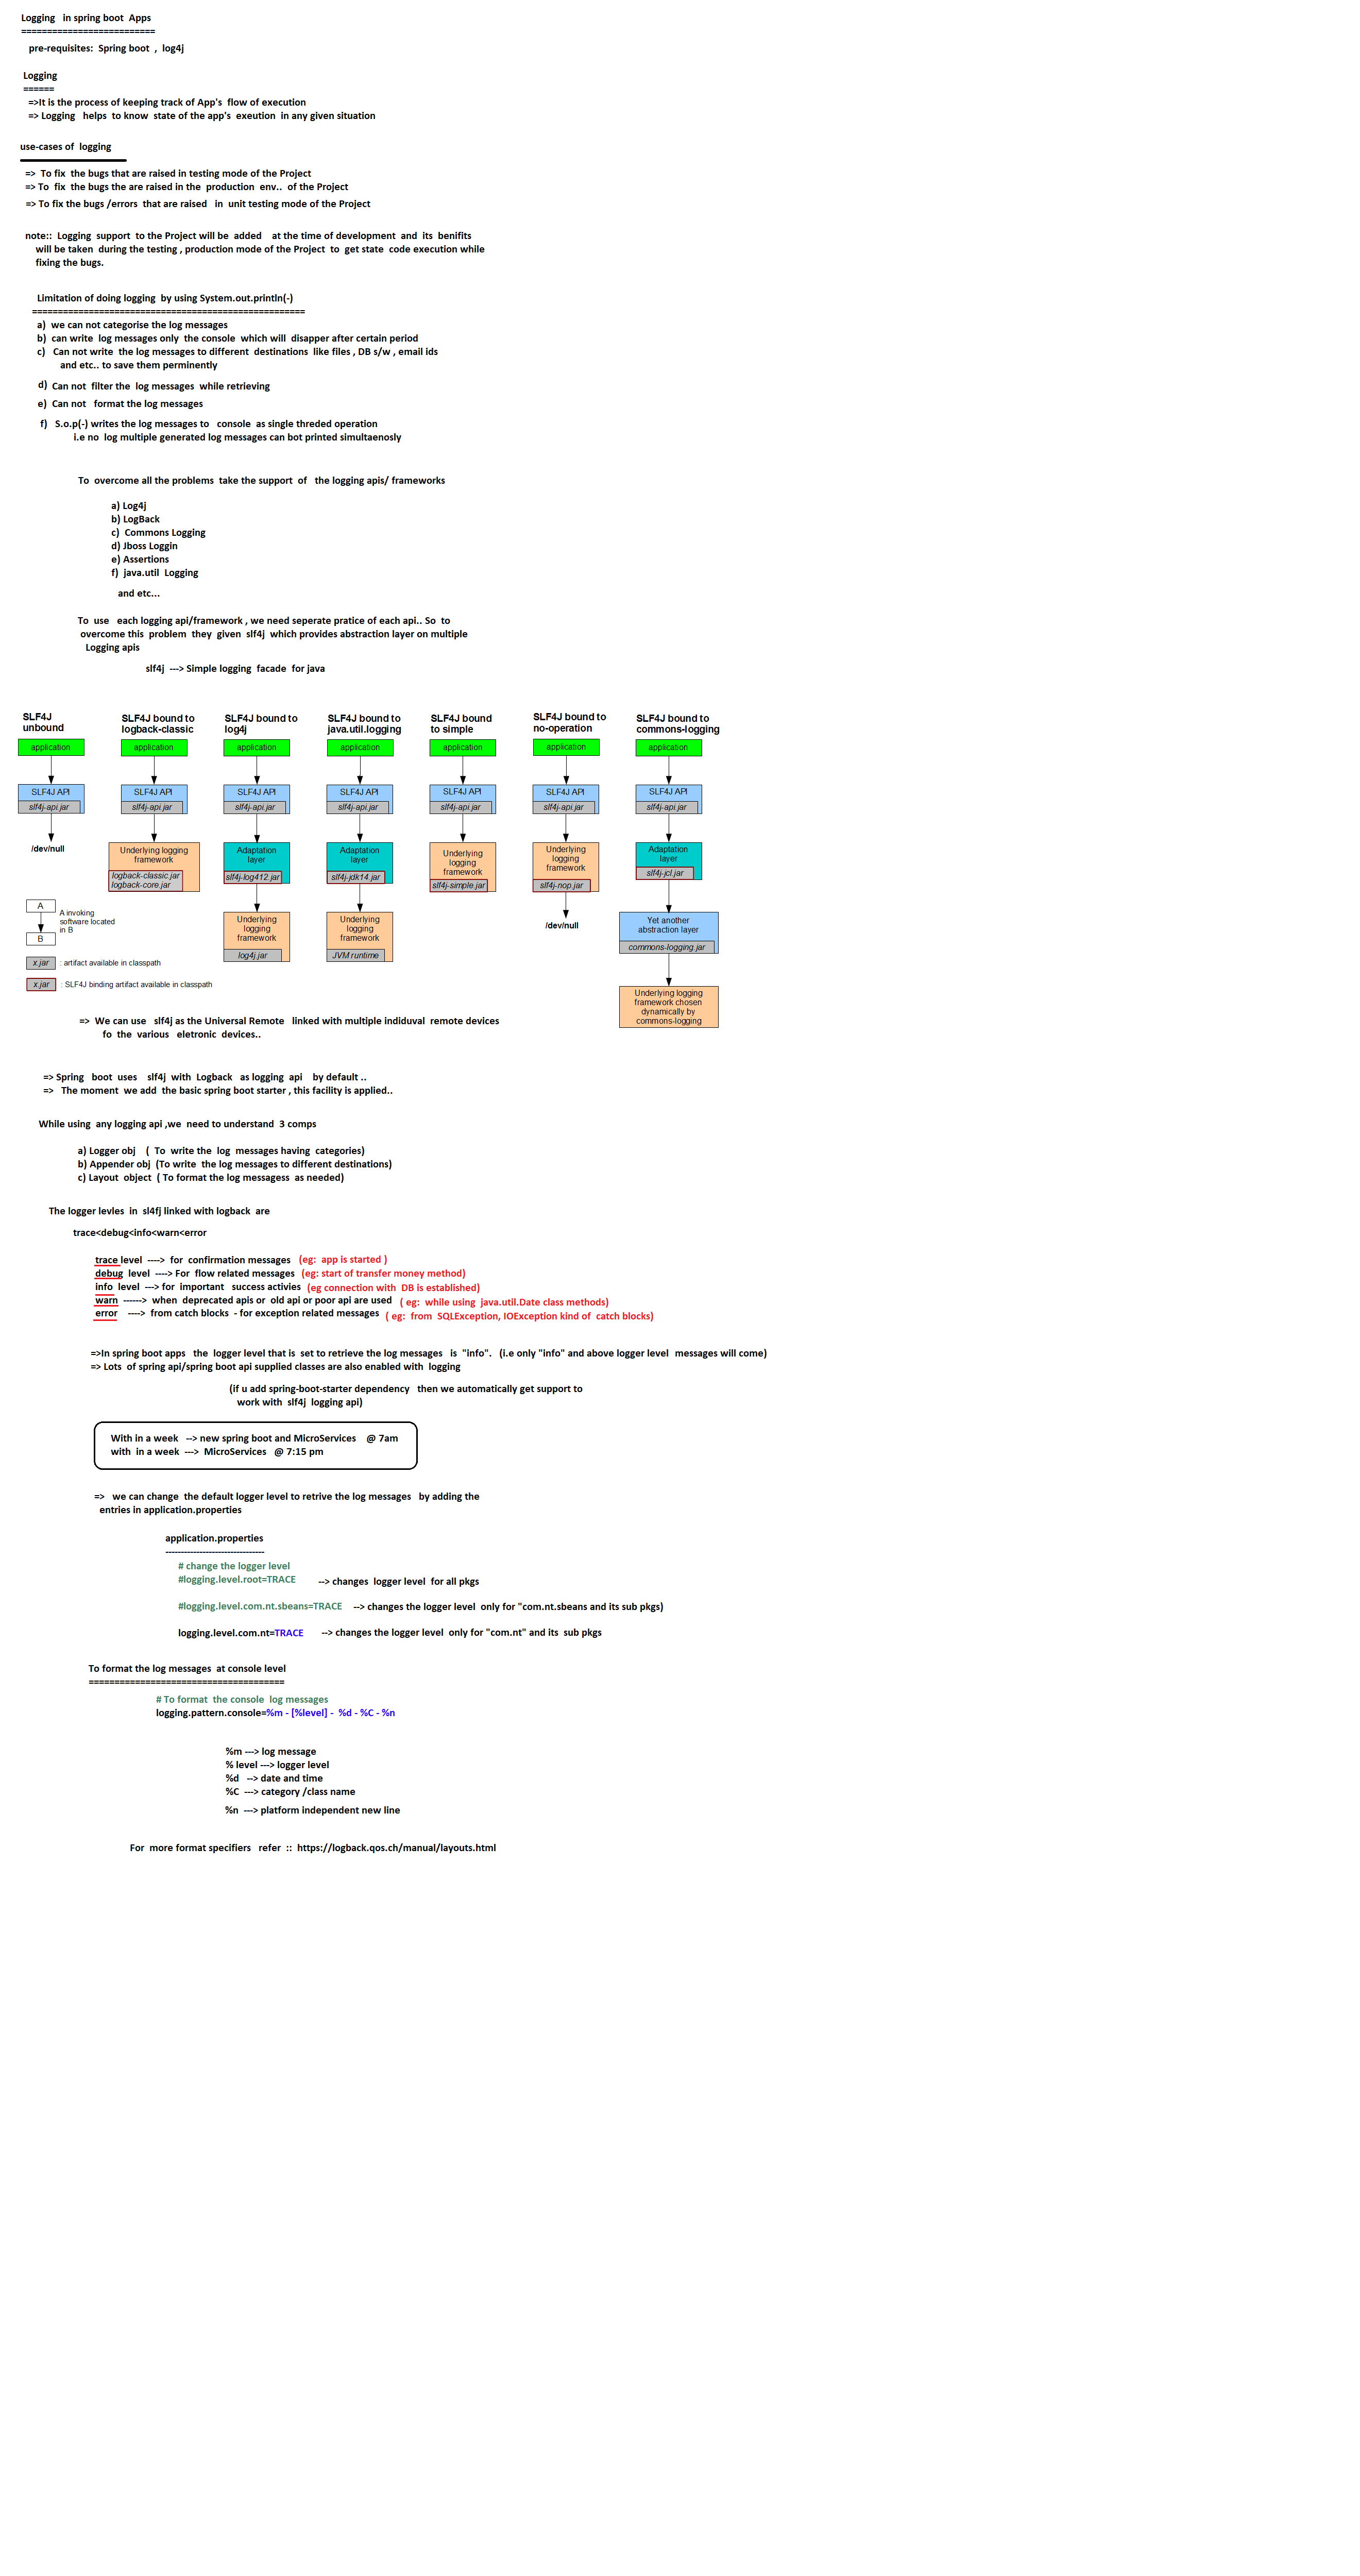 Logging in spring boot Apps
==========================
pre-requisites: Spring boot , log4j
Logging
======
=>It is the process of keeping track of App's flow of execution
=> Logging helps to know state of the app's exeution in any given situation
use-cases of logging
=> To fix the bugs that are raised in testing mode of the Project
=> To fix the bugs the are raised in the production env.. of the Project
=> To fix the bugs /errors that are raised in unit testing mode of the Project
note:: Logging support to the Project will be added at the time of development and its benifits
will be taken during the testing , production mode of the Project to get state code execution while
fixing the bugs.
Limitation of doing logging by using System.out.println(-)
=====================================================
a) we can not categorise the log messages
b) can write log messages only the console which will disapper after certain period
c) Can not write the log messages to different destinations like files , DB s/w , email ids
and etc.. to save them perminently
d) Can not filter the log messages while retrieving
e) Can not format the log messages
f) S.o.p(-) writes the log messages to console as single threded operation
i.e no log multiple generated log messages can bot printed simultaenosly
To overcome all the problems take the support of the logging apis/ frameworks
a) Log4j
b) LogBack
c) Commons Logging
d) Jboss Loggin
e) Assertions
f) java.util Logging
and etc...
To use each logging api/framework , we need seperate pratice of each api.. So to
overcome this problem they given slf4j which provides abstraction layer on multiple
Logging apis
slf4j ---> Simple logging facade for java
SLF4J
unbound
application
SLF4J API
slf4j-api.jar
/dev/null
SLF4J bound to
logback-classic
application
SLF4J API
slf4j-api.jar
Underlying logging
framework
logback-classic.jar
logback-core.jar
SLF4J bound to
log4j
application
SLF4J API
slf4j-api.jar
Adaptation
layer
slf4j-log412.jar
Underlying
logging
framework
log4j.jar
SLF4J bound to
java.util.logging
application
SLF4J API
slf4j-api.jar
Adaptation
layer
slf4j-jdk14.jar
Underlying
logging
framework
JVM runtime
SLF4J bound
to simple
application
SLF4J API
slf4j-api.jar
Underlying
logging
framework
slf4j-simple.jar
SLF4J bound to
no-operation
application
SLF4J API
slf4j-api.jar
Underlying
logging
framework
slf4j-nop.jar
/dev/null
SLF4J bound to
commons-logging
application
SLF4J API
slf4j-api.jar
Adaptation
layer
slf4j-jcl.jar
Yet another
abstraction layer
commons-logging.jar
Underlying logging
framework chosen
dynamically by
commons-logging
A
B
A invoking
software located
in B
x.jar : artifact available in classpath
x.jar : SLF4J binding artifact available in classpath
=> We can use slf4j as the Universal Remote linked with multiple indiduval remote devices
fo the various eletronic devices..
=> Spring boot uses slf4j with Logback as logging api by default ..
=> The moment we add the basic spring boot starter , this facility is applied..
While using any logging api ,we need to understand 3 comps
a) Logger obj ( To write the log messages having categories)
b) Appender obj (To write the log messages to different destinations)
c) Layout object ( To format the log messagess as needed)
The logger levles in sl4fj linked with logback are
trace<debug<info<warn<error
trace level ----> for confirmation messages (eg: app is started )
debug level ----> For flow related messages (eg: start of transfer money method)
info level ---> for important success activies (eg connection with DB is established)
warn ------> when deprecated apis or old api or poor api are used ( eg: while using java.util.Date class methods)
error ----> from catch blocks - for exception related messages ( eg: from SQLException, IOException kind of catch blocks)
=>In spring boot apps the logger level that is set to retrieve the log messages is "info". (i.e only "info" and above logger level messages will come)
=> Lots of spring api/spring boot api supplied classes are also enabled with logging
(if u add spring-boot-starter dependency then we automatically get support to
work with slf4j logging api)
With in a week --> new spring boot and MicroServices @ 7am
with in a week ---> MicroServices @ 7:15 pm
=> we can change the default logger level to retrive the log messages by adding the
entries in application.properties
application.properties
-------------------------------
# change the logger level
#logging.level.root=TRACE --> changes logger level for all pkgs
#logging.level.com.nt.sbeans=TRACE --> changes the logger level only for "com.nt.sbeans and its sub pkgs)
logging.level.com.nt=TRACE --> changes the logger level only for "com.nt" and its sub pkgs
To format the log messages at console level
======================================
# To format the console log messages
logging.pattern.console=%m - [%level] - %d - %C - %n
%m ---> log message
% level ---> logger level
%d --> date and time
%C ---> category /class name
%n ---> platform independent new line
For more format specifiers refer :: https://logback.qos.ch/manual/layouts.html